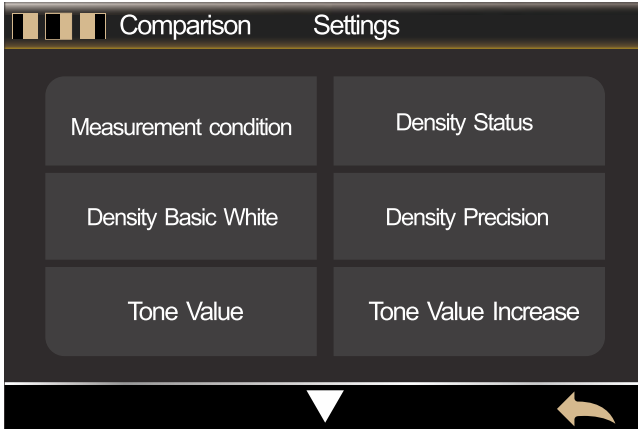 Comparison Settings
Measurement condition
Density Status
Density Basic White
Density Precision
Tone Value
Tone Value Increase